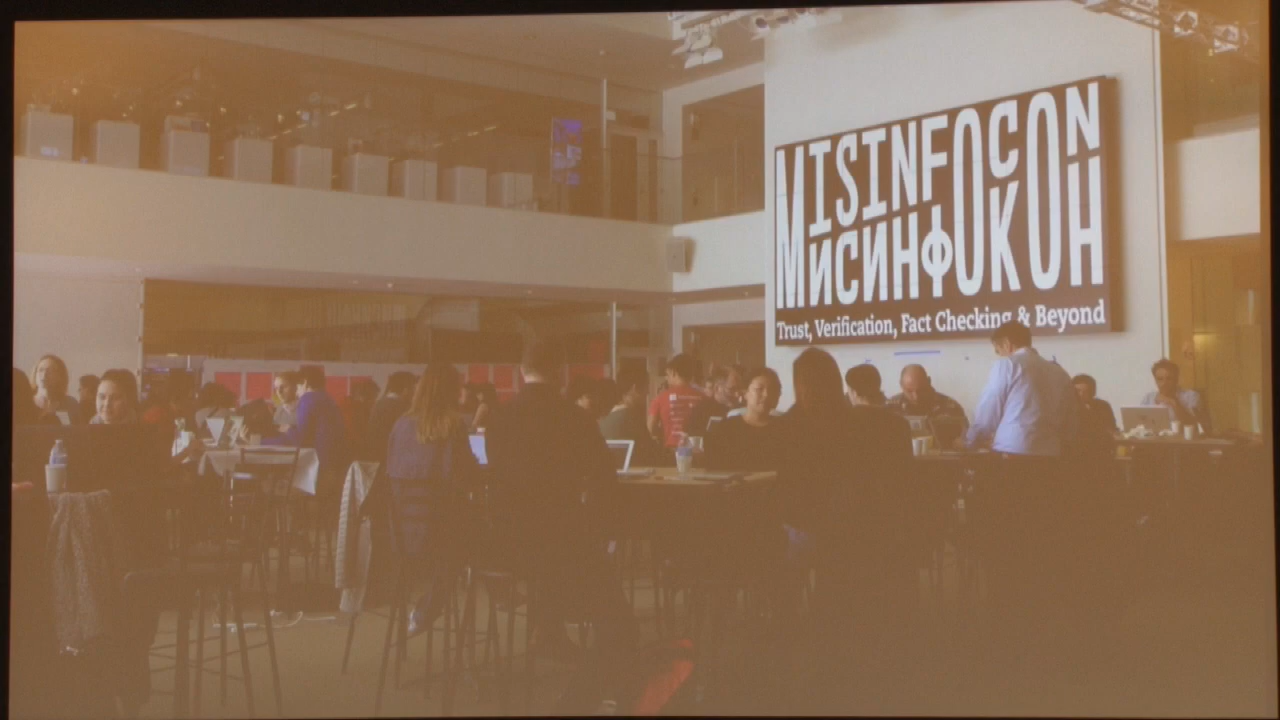 MISINFOCON
МИСИНФОКОН
Trust, Verification, Fact Checking & Beyond